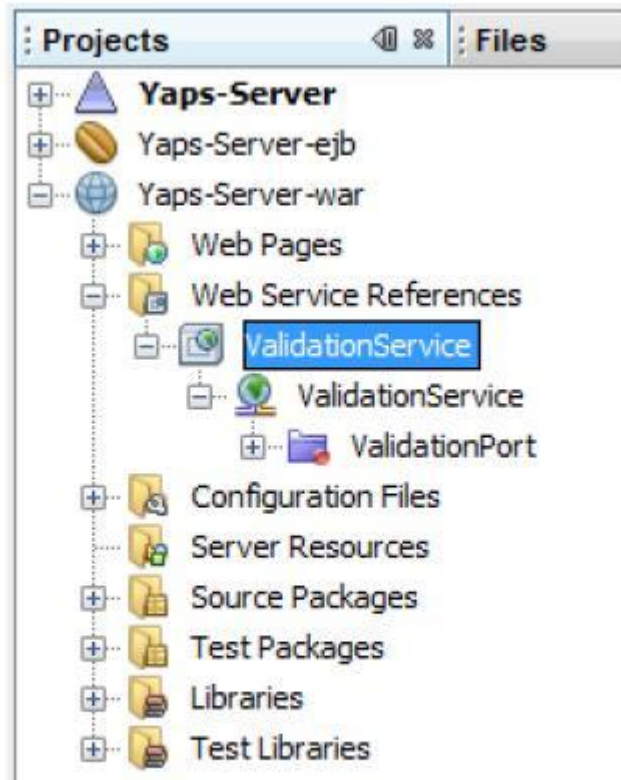 Projects Files
Yaps-Server
Yaps-Server-ejb
Yaps-Server-war
Web Pages
Web Service References
ValidationService
ValidationService
ValidationPort
Configuration Files
Server Resources
Source Packages
Test Packages
Libraries
Test Libraries